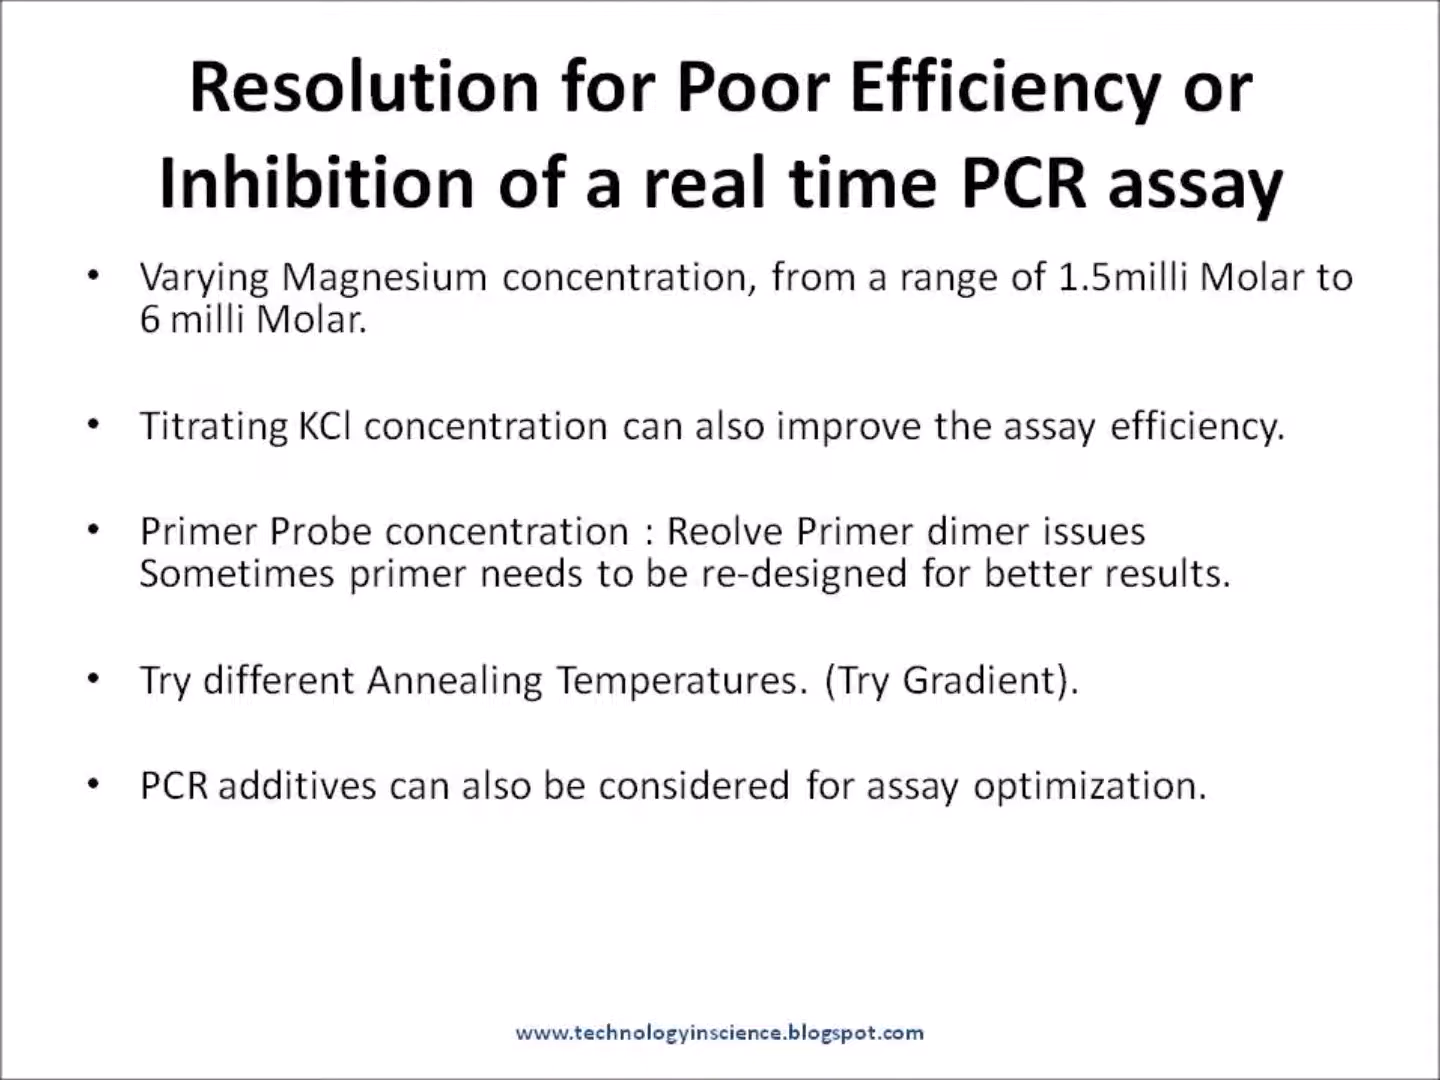 Resolution for Poor Efficiency or
Inhibition of a real time PCR assay
• Varying Magnesium concentration, from a range of 1.5milli Molar to
6 milli Molar.
• Titrating KCl concentration can also improve the assay efficiency.
• Primer Probe concentration : Reolve Primer dimer issues
Sometimes primer needs to be re-designed for better results.
• Try different Annealing Temperatures. (Try Gradient).
• PCR additives can also be considered for assay optimization.
www.technologyinscience.blogspot.com